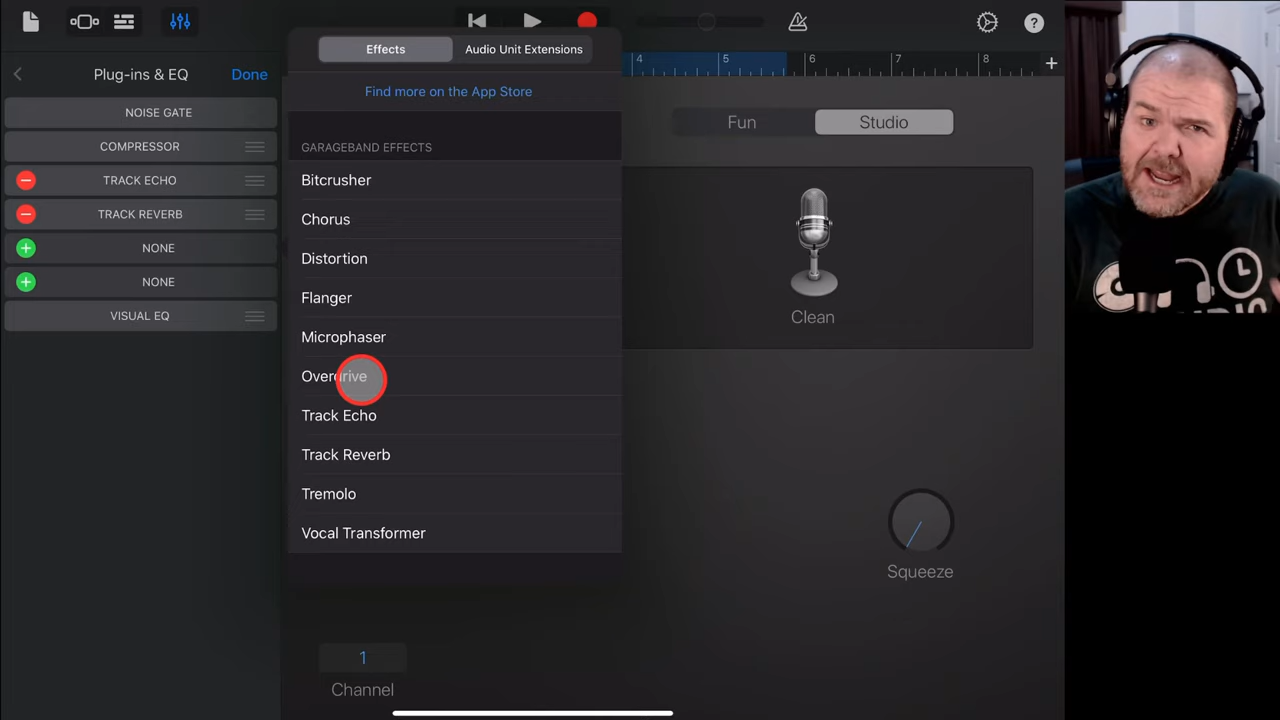 Plug-ins & EQ
Done
NOISE GATE
COMPRESSOR
TRACK ECHO
TRACK REVERB
NONE
NONE
VISUAL EQ
Effects
Audio Unit Extensions
Find more on the App Store
GARAGEBAND EFFECTS
Bitcrusher
Chorus
Distortion
Flanger
Microphaser
Overdrive
Track Echo
Track Reverb
Tremolo
Vocal Transformer
4 5 6 7 8 +
?
Fun
Studio
Clean
Squeeze
1
Channel